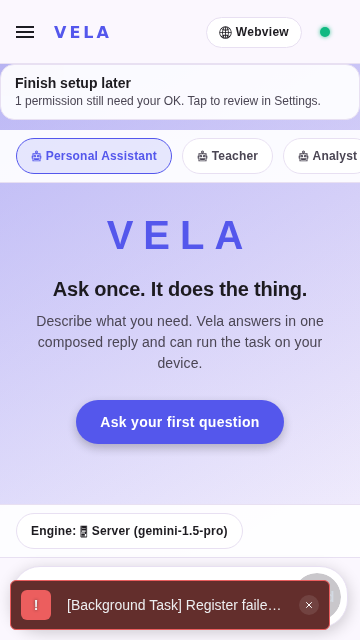 VELA
Webview
Finish setup later
1 permission still need your OK. Tap to review in Settings.
Personal Assistant
Teacher
Analyst
VELA
Ask once. It does the thing.
Describe what you need. Vela answers in one
composed reply and can run the task on your
device.
Ask your first question
Engine: Server (gemini-1.5-pro)
! [Background Task] Register faile…